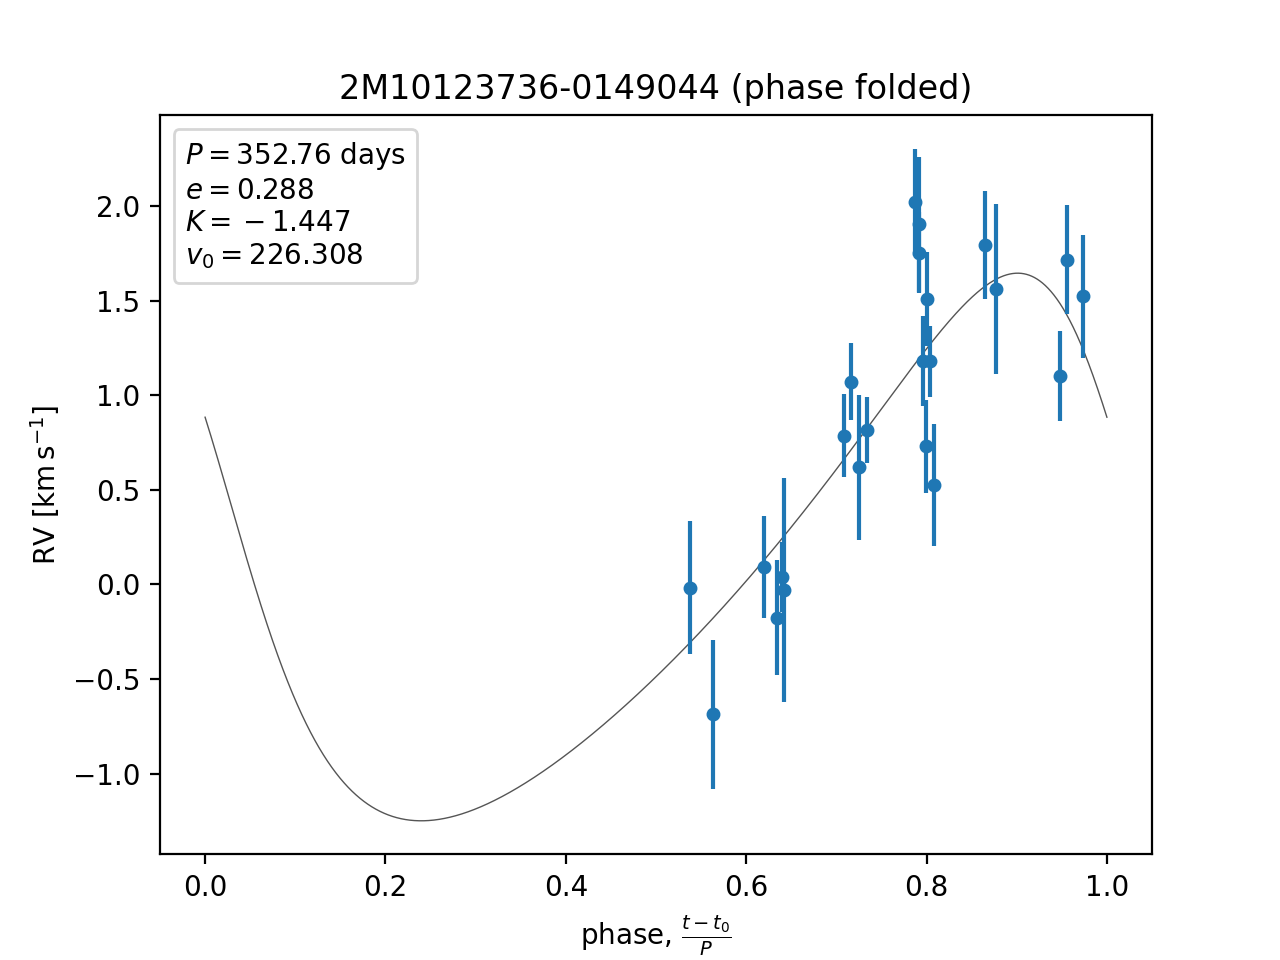 2M10123736-0149044 (phase folded)
P = 352.76 days
e = 0.288
K = −1.447
v₀ = 226.308
2.0
1.5
1.0
0.5
0.0
−0.5
−1.0
RV [km s⁻¹]
0.0 0.2 0.4 0.6 0.8 1.0
phase, (t − t₀)/P